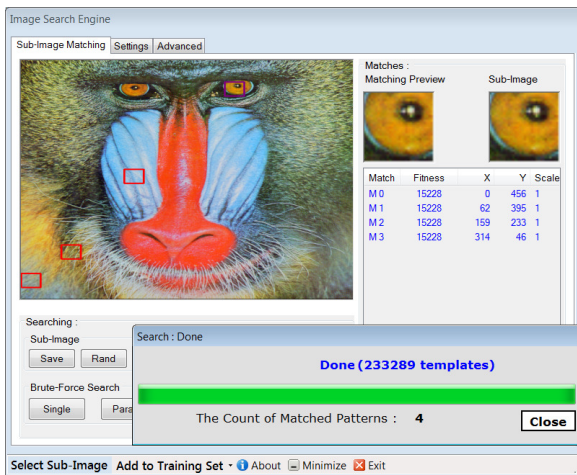 Image Search Engine
Sub-Image Matching Settings Advanced
Matches :
Matching Preview Sub-Image
Match Fitness X Y Scale
M 0 15228 0 456 1
M 1 15228 62 395 1
M 2 15228 159 233 1
M 3 15228 314 46 1
Searching :
Sub-Image
Save Rand
Brute-Force Search
Single Para
Search : Done
Done (233289 templates)
The Count of Matched Patterns : 4
Close
Select Sub-Image Add to Training Set About Minimize Exit